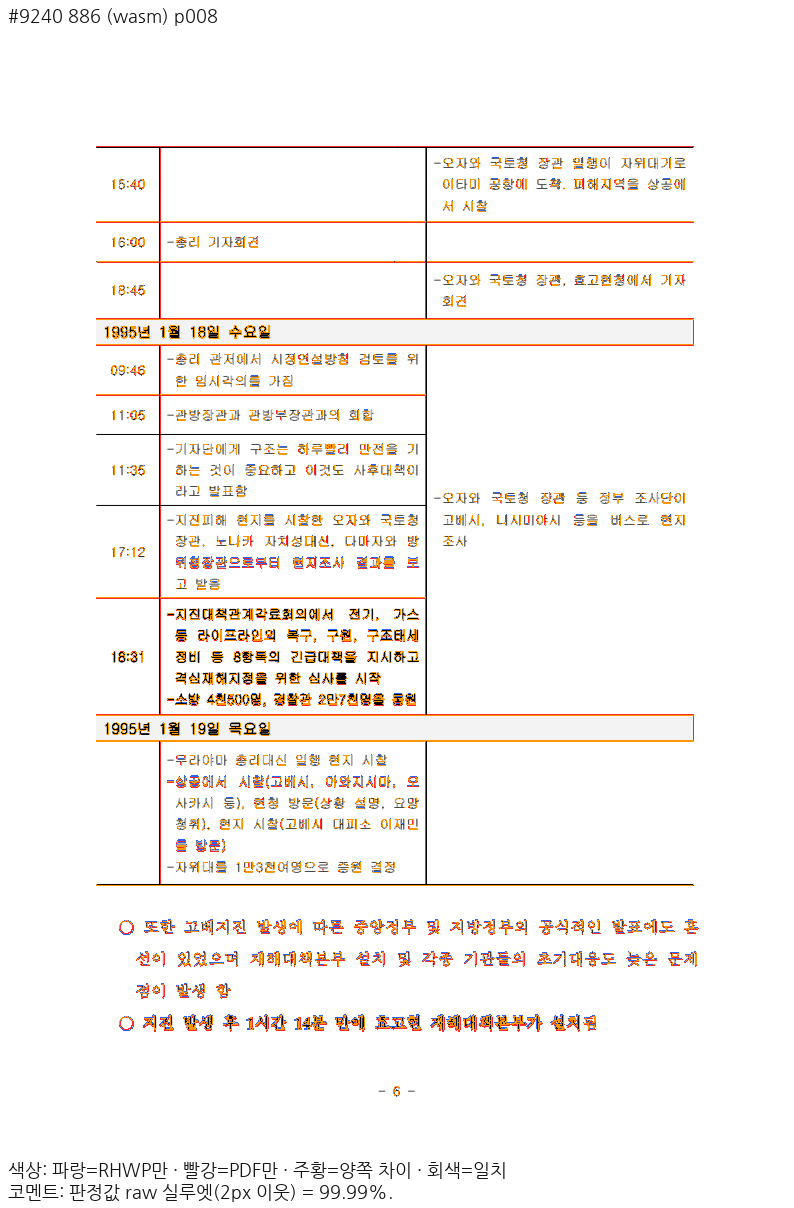 #9240 886 (wasm) p008
15:40
-오자와 국토청 장관 일행이 자위대기로
이타미 공항에 도착. 피해지역을 상공에
서 시찰
16:00
-총리 기자회견
18:45
-오자와 국토청 장관, 효고현청에서 기자
회견
1995년 1월 18일 수요일
09:46
-총리 관저에서 시정연설방청 검토를 위
한 임시각의를 가짐
11:05
-관방장관과 관방부장관과의 회합
11:35
-기자단에게 구조는 하루빨리 만전을 기
하는 것이 중요하고 이것도 사후대책이
라고 발표함
-오자와 국토청 장관 등 정부 조사단이
고베시, 니시미야시 등을 버스로 현지
조사
17:12
-지진피해 현지를 시찰한 오자와 국토청
장관, 노나카 자치성대신, 다마자와 방
위청장관으로부터 현지조사 결과를 보
고 받음
18:31
-지진대책관계각료회의에서 전기, 가스
등 라이프라인의 복구, 구원, 구조태세
정비 등 8항목의 긴급대책을 지시하고
격심재해지정을 위한 심사를 시작
-소방 4천500명, 경찰관 2만7천명을 동원
1995년 1월 19일 목요일
-무라야마 총리대신 일행 현지 시찰
-상공에서 시찰(고베시, 아와지시마, 오
사카시 등), 현청 방문(상황 설명, 요망
청취), 현지 시찰(고베시 대피소 이재민
를 방문)
-자위대를 1만3천여명으로 증원 결정
○ 또한 고베지진 발생에 따른 중앙정부 및 지방정부의 공식적인 발표에도 혼
선이 있었으며 재해대책본부 설치 및 각종 기관들의 초기대응도 늦은 문제
점이 발생 함
○ 지진 발생 후 1시간 14분 만에 효고현 재해대책본부가 설치됨
- 6 -
색상: 파랑=RHWP만 · 빨강=PDF만 · 주황=양쪽 차이 · 회색=일치
코멘트: 판정값 raw 실루엣(2px 이웃) = 99.99%.